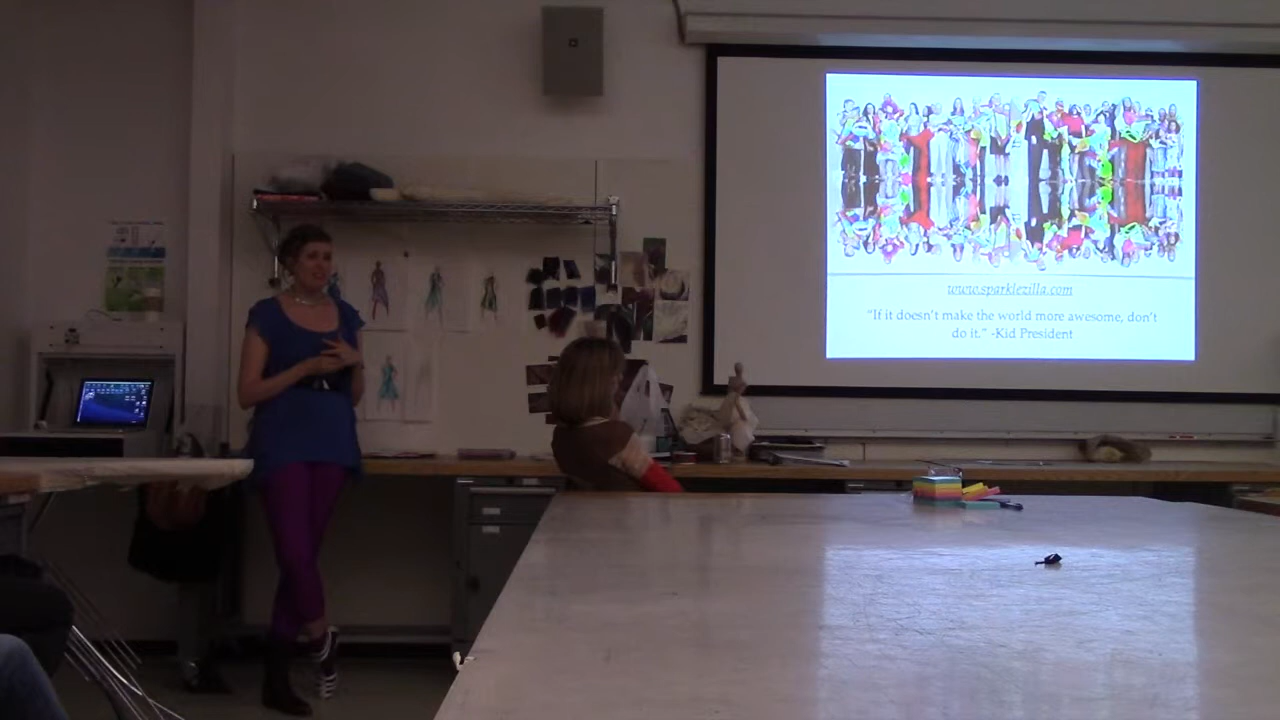 www.sparklezilla.com
“If it doesn't make the world more awesome, don't
do it.” -Kid President